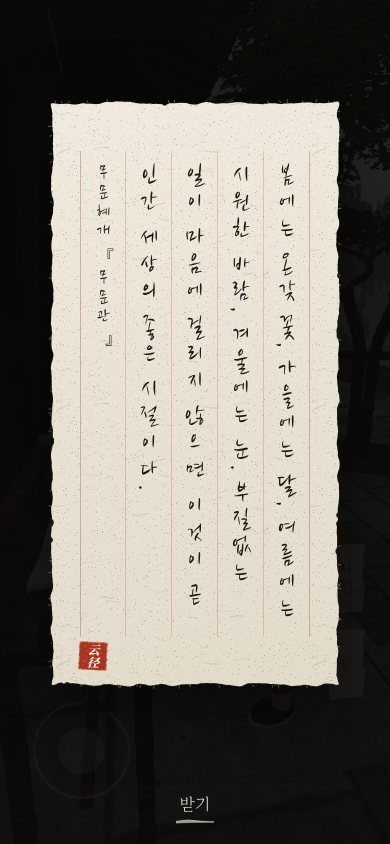 봄에는 온갖 꽃, 가을에는 달, 여름에는
시원한 바람, 겨울에는 눈. 부질없는
일이 마음에 걸리지 않으면 이것이 곧
인간 세상의 좋은 시절이다.
무문혜개 『무문관』
云径
받기